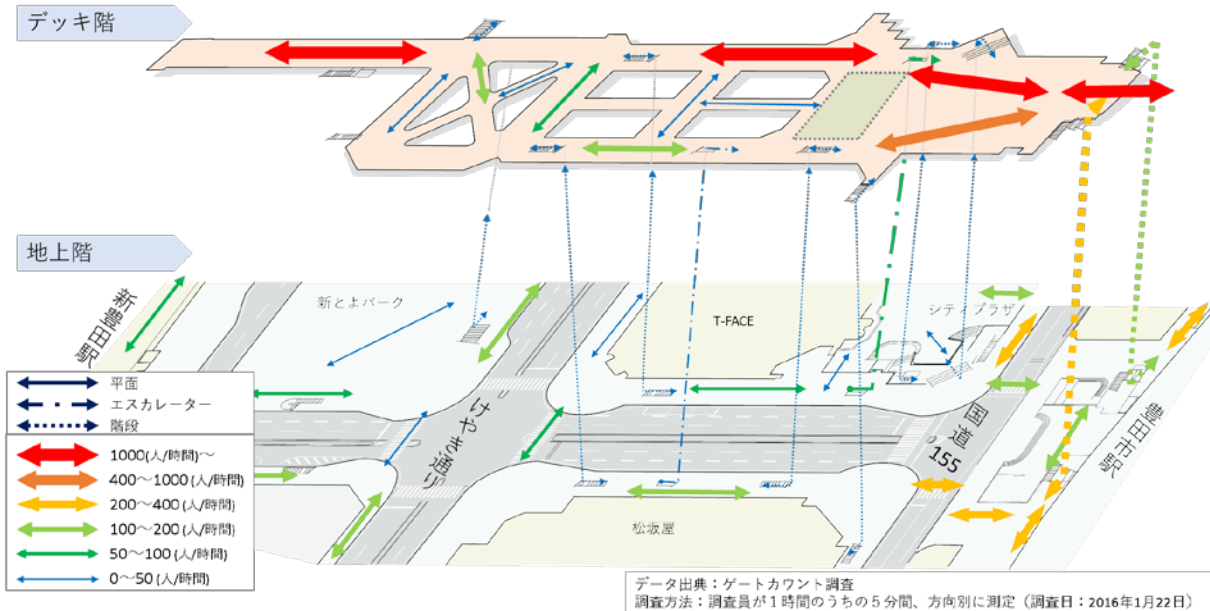 デッキ階
地上階
新とよパーク
T-FACE
シティプラザ
新豊田駅
けやき通り
国道155
豊田市駅
松坂屋
平面
エスカレーター
階段
1000(人/時間)～
400～1000(人/時間)
200～400(人/時間)
100～200(人/時間)
50～100(人/時間)
0～50(人/時間)
データ出典：ゲートカウント調査
調査方法：調査員が１時間のうちの５分間、方向別に測定（調査日：2016年1月22日）